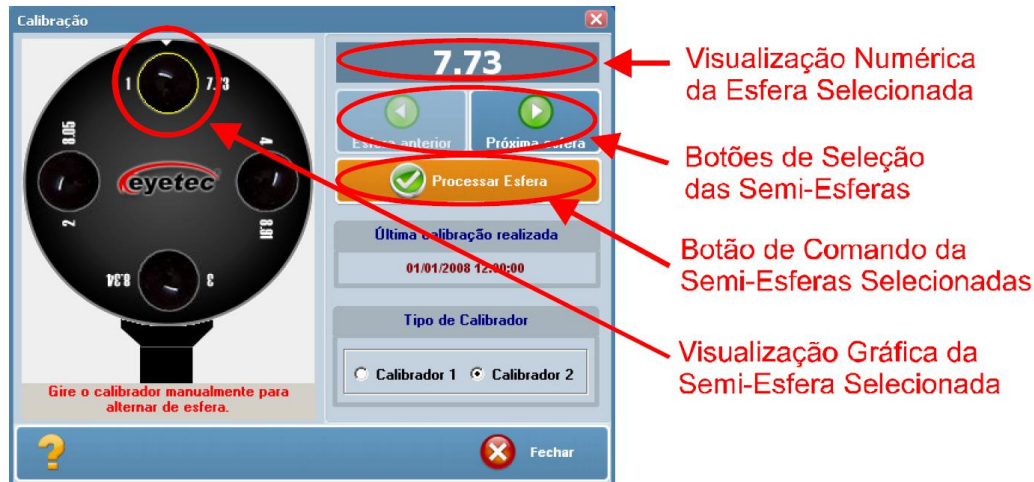 Calibração
1
7.73
8.05
2
4
8.91
eyetec
8.34
3
Gire o calibrador manualmente para
alternar de esfera.
7.73
Esfera anterior
Próxima esfera
Processar Esfera
Última calibração realizada
01/01/2008 12:00:00
Tipo de Calibrador
Calibrador 1
Calibrador 2
Fechar
Visualização Numérica
da Esfera Selecionada
Botões de Seleção
das Semi-Esferas
Botão de Comando da
Semi-Esferas Selecionadas
Visualização Gráfica da
Semi-Esfera Selecionada